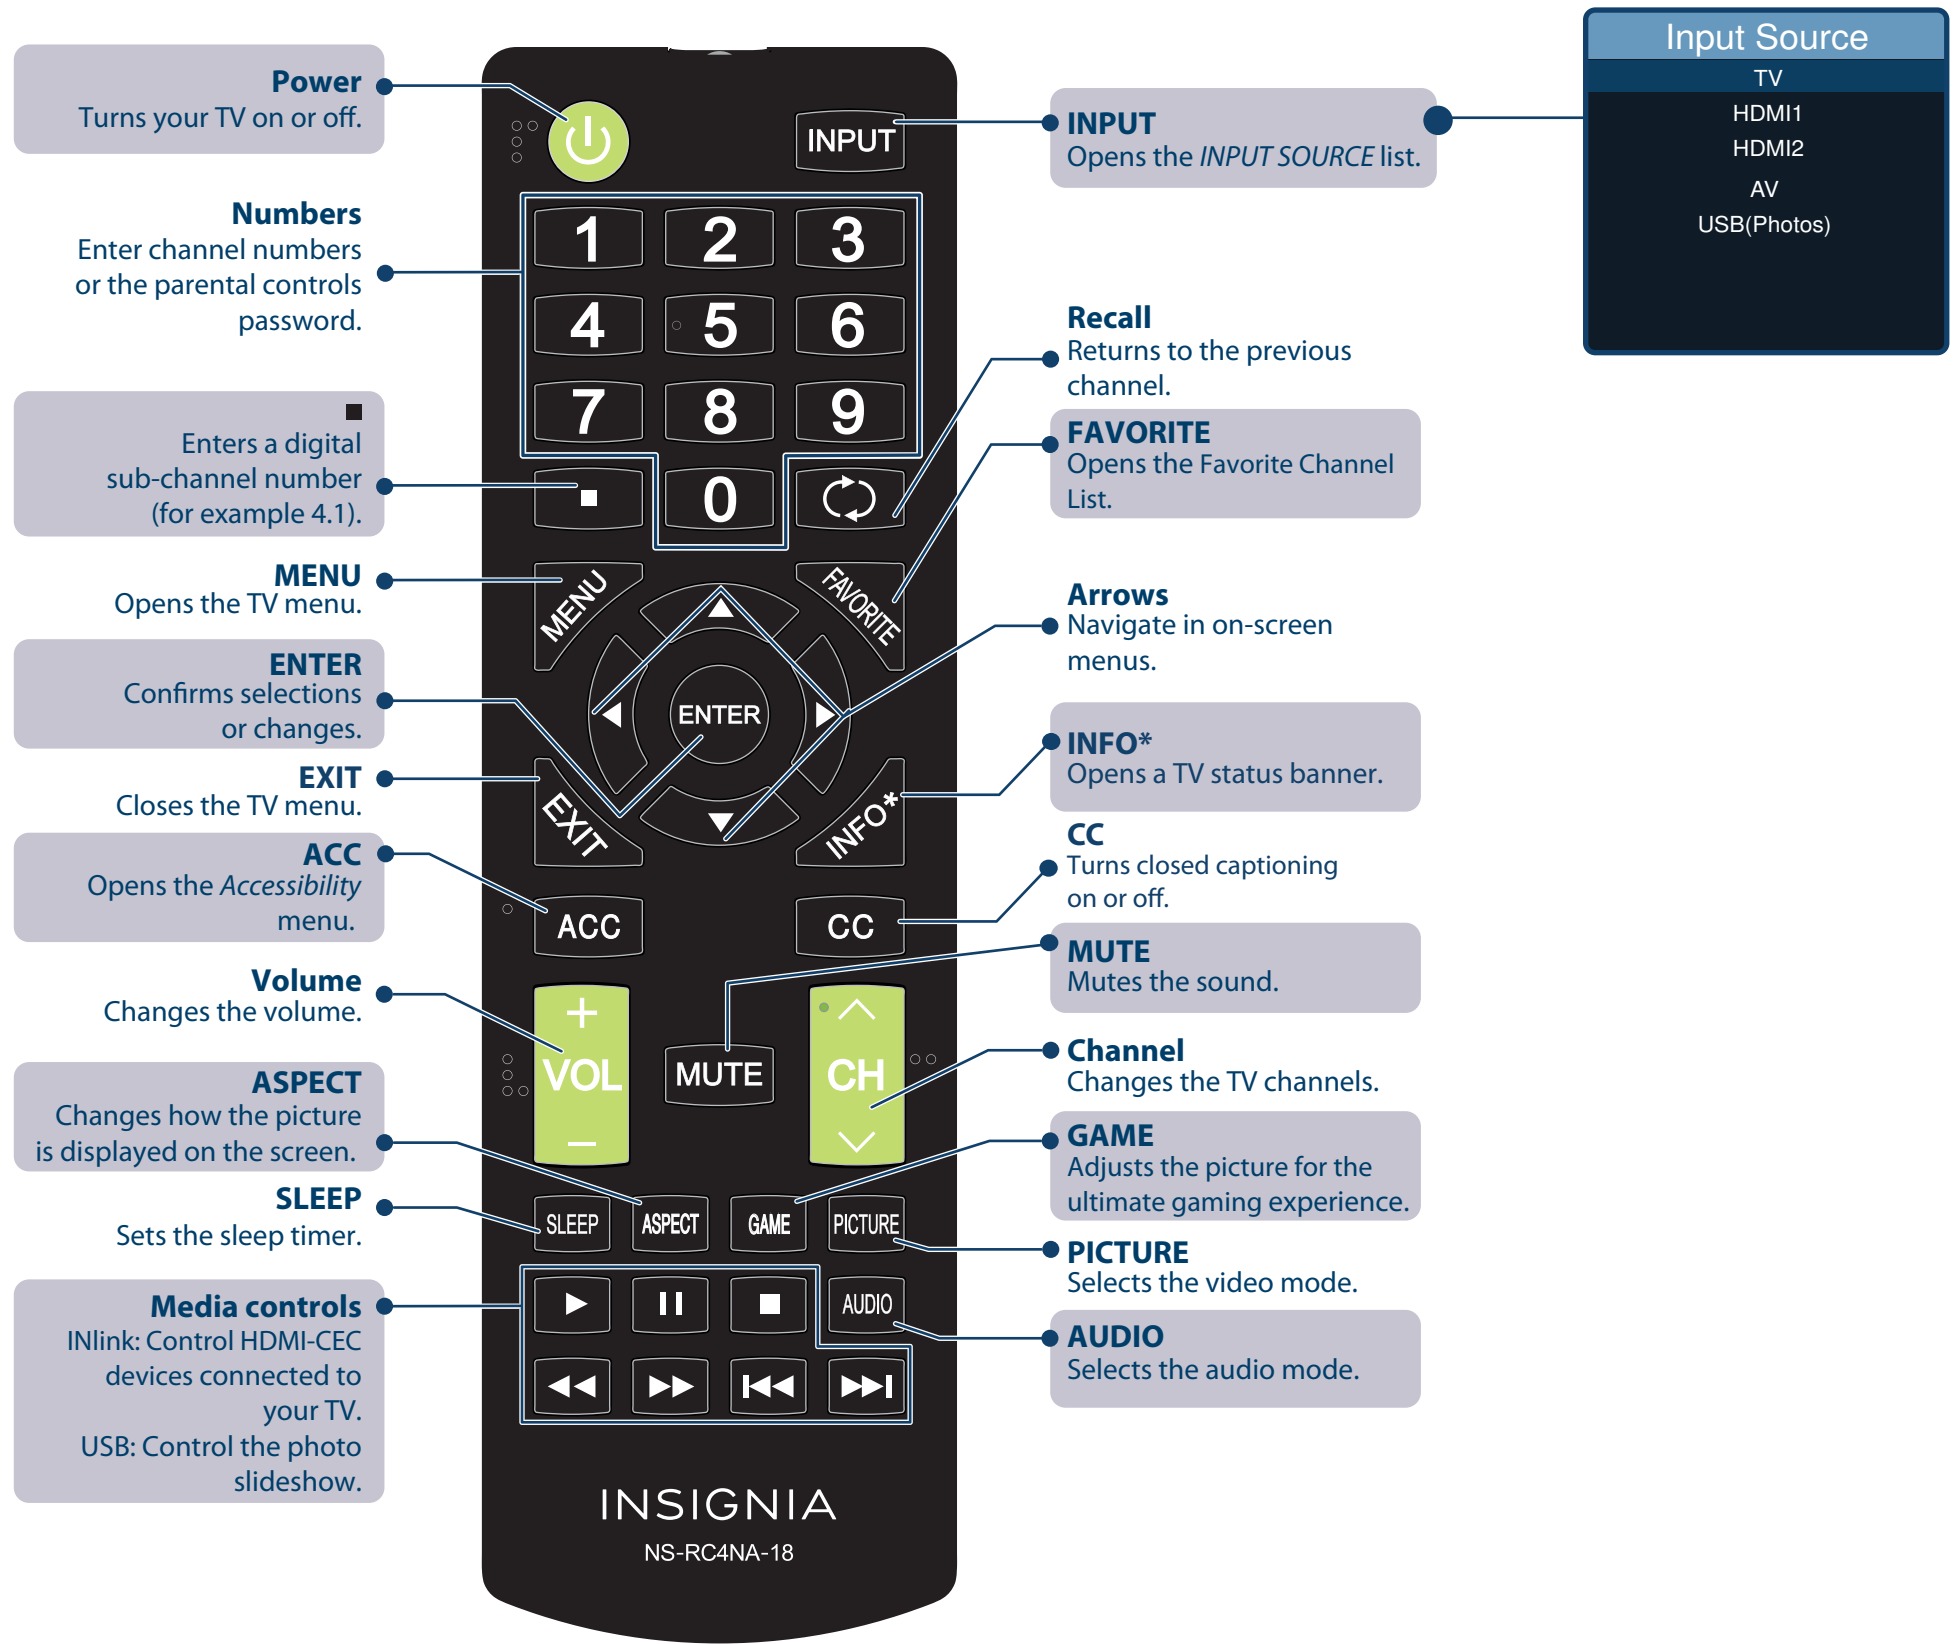 Power
Turns your TV on or off.
Numbers
Enter channel numbers
or the parental controls
password.
■
Enters a digital
sub-channel number
(for example 4.1).
MENU
Opens the TV menu.
ENTER
Confirms selections
or changes.
EXIT
Closes the TV menu.
ACC
Opens the Accessibility
menu.
Volume
Changes the volume.
ASPECT
Changes how the picture
is displayed on the screen.
SLEEP
Sets the sleep timer.
Media controls
INlink: Control HDMI-CEC
devices connected to
your TV.
USB: Control the photo
slideshow.
INPUT
1 2 3
4 5 6
7 8 9
0
MENU
FAVORITE
ENTER
EXIT
INFO*
ACC
CC
+
VOL
–
MUTE
CH
SLEEP
ASPECT
GAME
PICTURE
AUDIO
INSIGNIA
NS-RC4NA-18
INPUT
Opens the INPUT SOURCE list.
Recall
Returns to the previous
channel.
FAVORITE
Opens the Favorite Channel
List.
Arrows
Navigate in on-screen
menus.
INFO*
Opens a TV status banner.
CC
Turns closed captioning
on or off.
MUTE
Mutes the sound.
Channel
Changes the TV channels.
GAME
Adjusts the picture for the
ultimate gaming experience.
PICTURE
Selects the video mode.
AUDIO
Selects the audio mode.
Input Source
TV
HDMI1
HDMI2
AV
USB(Photos)